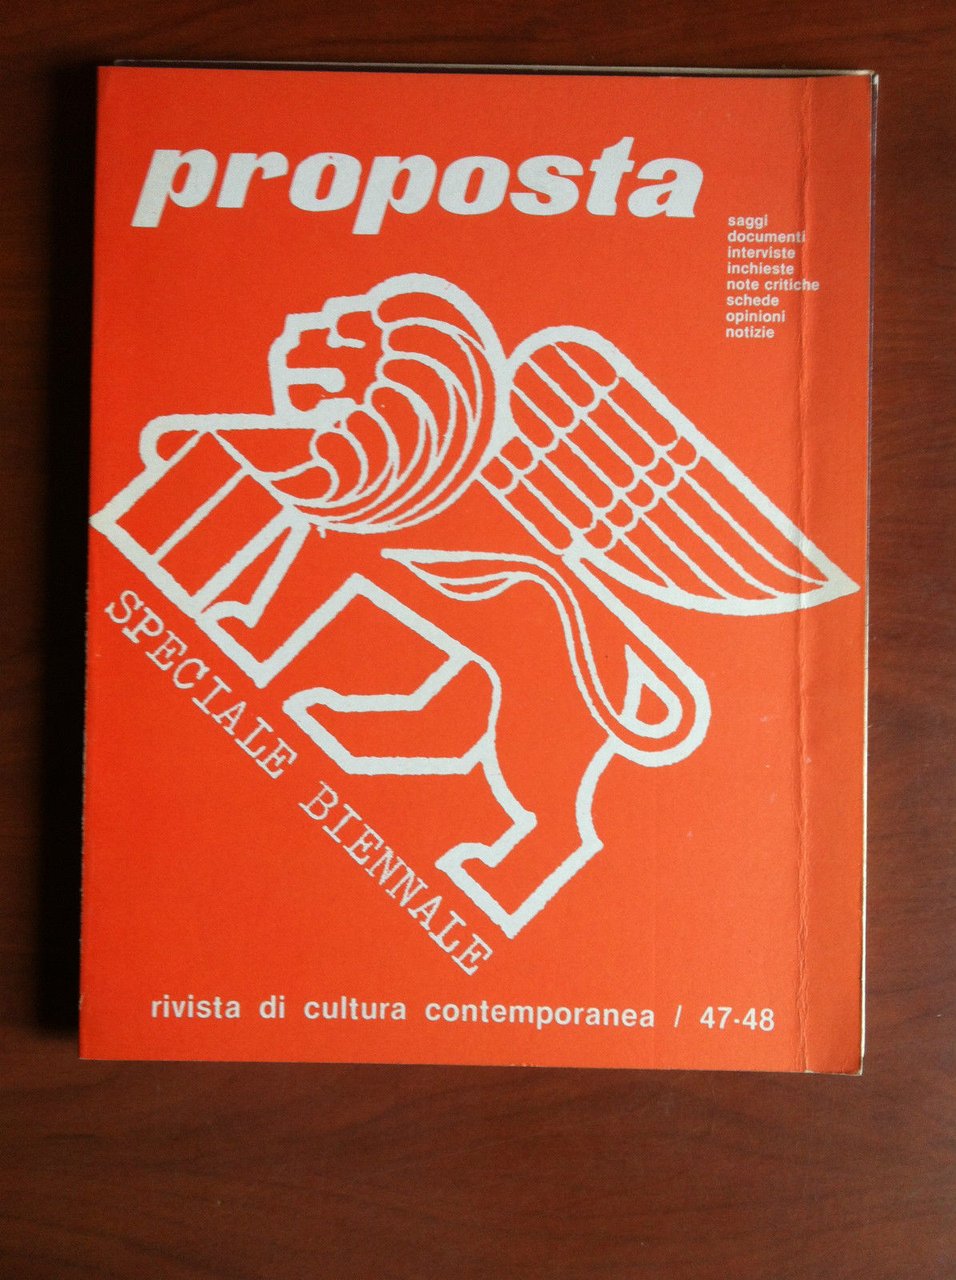 proposta
saggi
documenti
interviste
inchieste
note critiche
schede
opinioni
notizie
SPECIALE BIENNALE
rivista di cultura contemporanea / 47-48